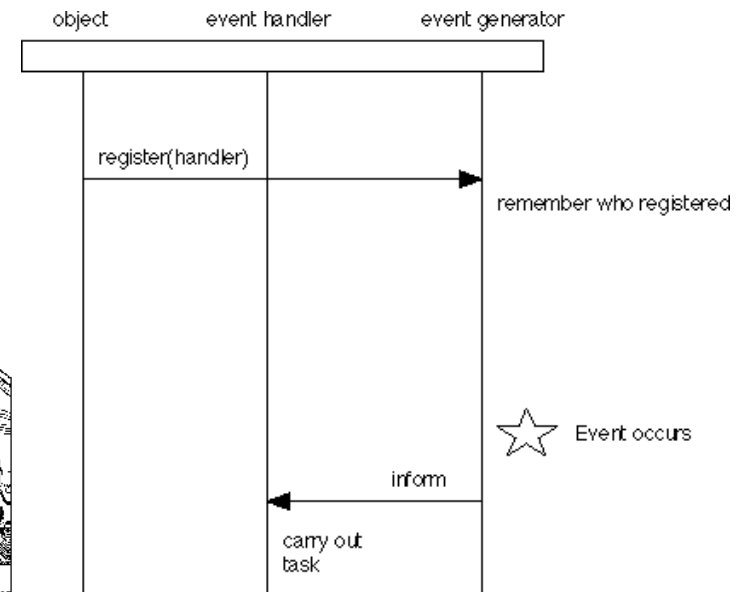 object event handler event generator
register(handler)
remember who registered
Event occurs
inform
carry out
task